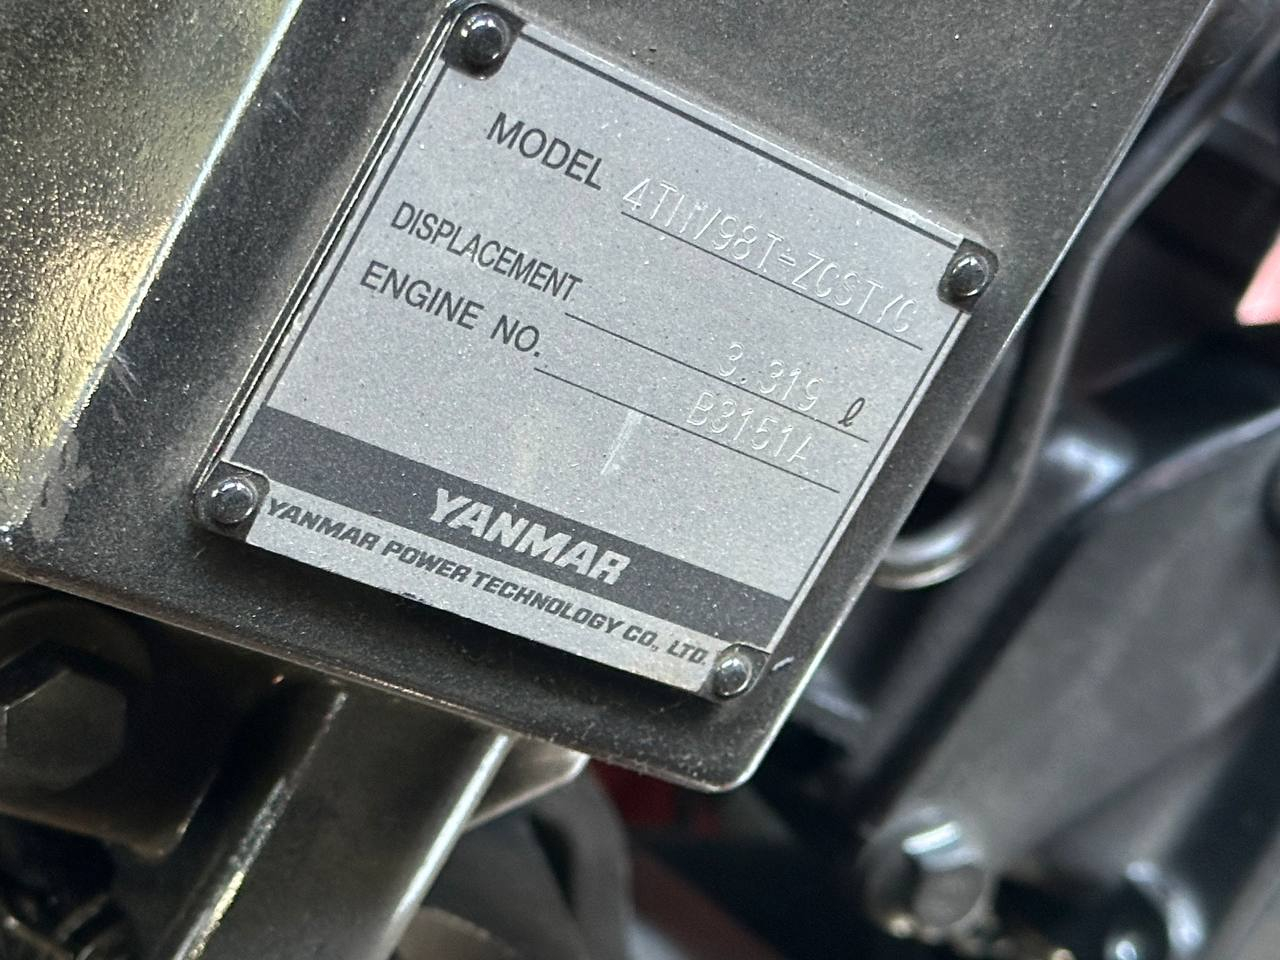 MODEL 4TNV98T-ZCSTYC
DISPLACEMENT 3.319 ℓ
ENGINE NO. B3151A
YANMAR
YANMAR POWER TECHNOLOGY CO., LTD.